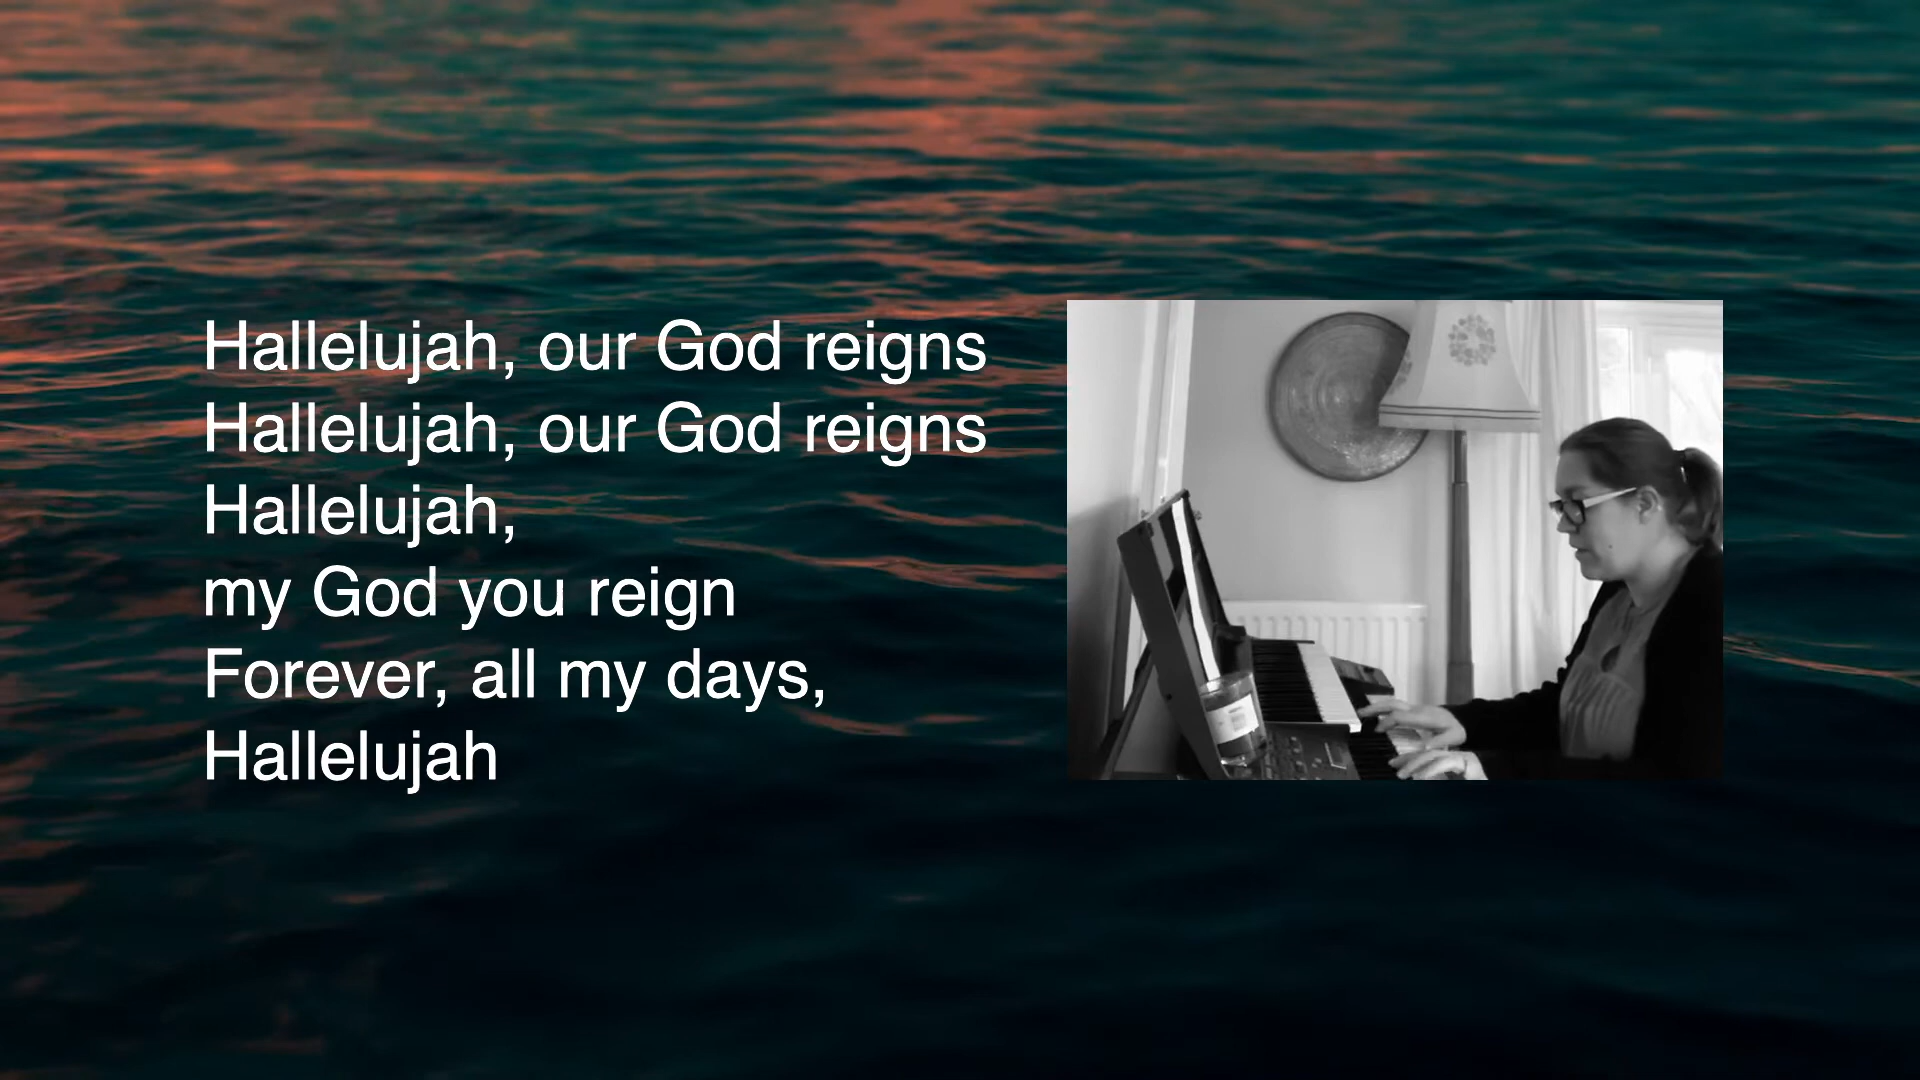 Hallelujah, our God reigns
Hallelujah, our God reigns
Hallelujah,
my God you reign
Forever, all my days,
Hallelujah